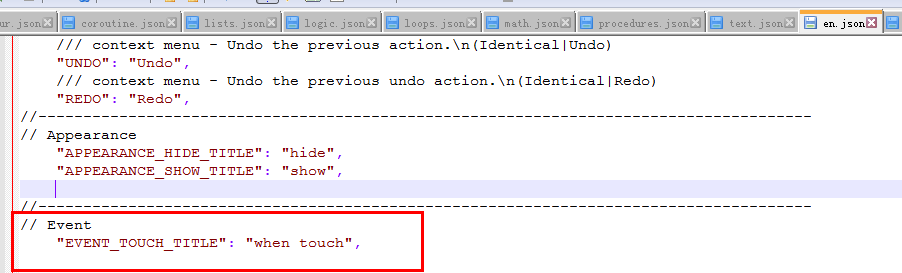 ur.json coroutine.json lists.json logic.json loops.json math.json procedures.json text.json en.json
/// context menu - Undo the previous action.\n(Identical|Undo)
"UNDO": "Undo",
/// context menu - Undo the previous undo action.\n(Identical|Redo)
"REDO": "Redo",
//--------------------------------------------------------------------------------------
// Appearance
"APPEARANCE_HIDE_TITLE": "hide",
"APPEARANCE_SHOW_TITLE": "show",
//--------------------------------------------------------------------------------------
// Event
"EVENT_TOUCH_TITLE": "when touch",